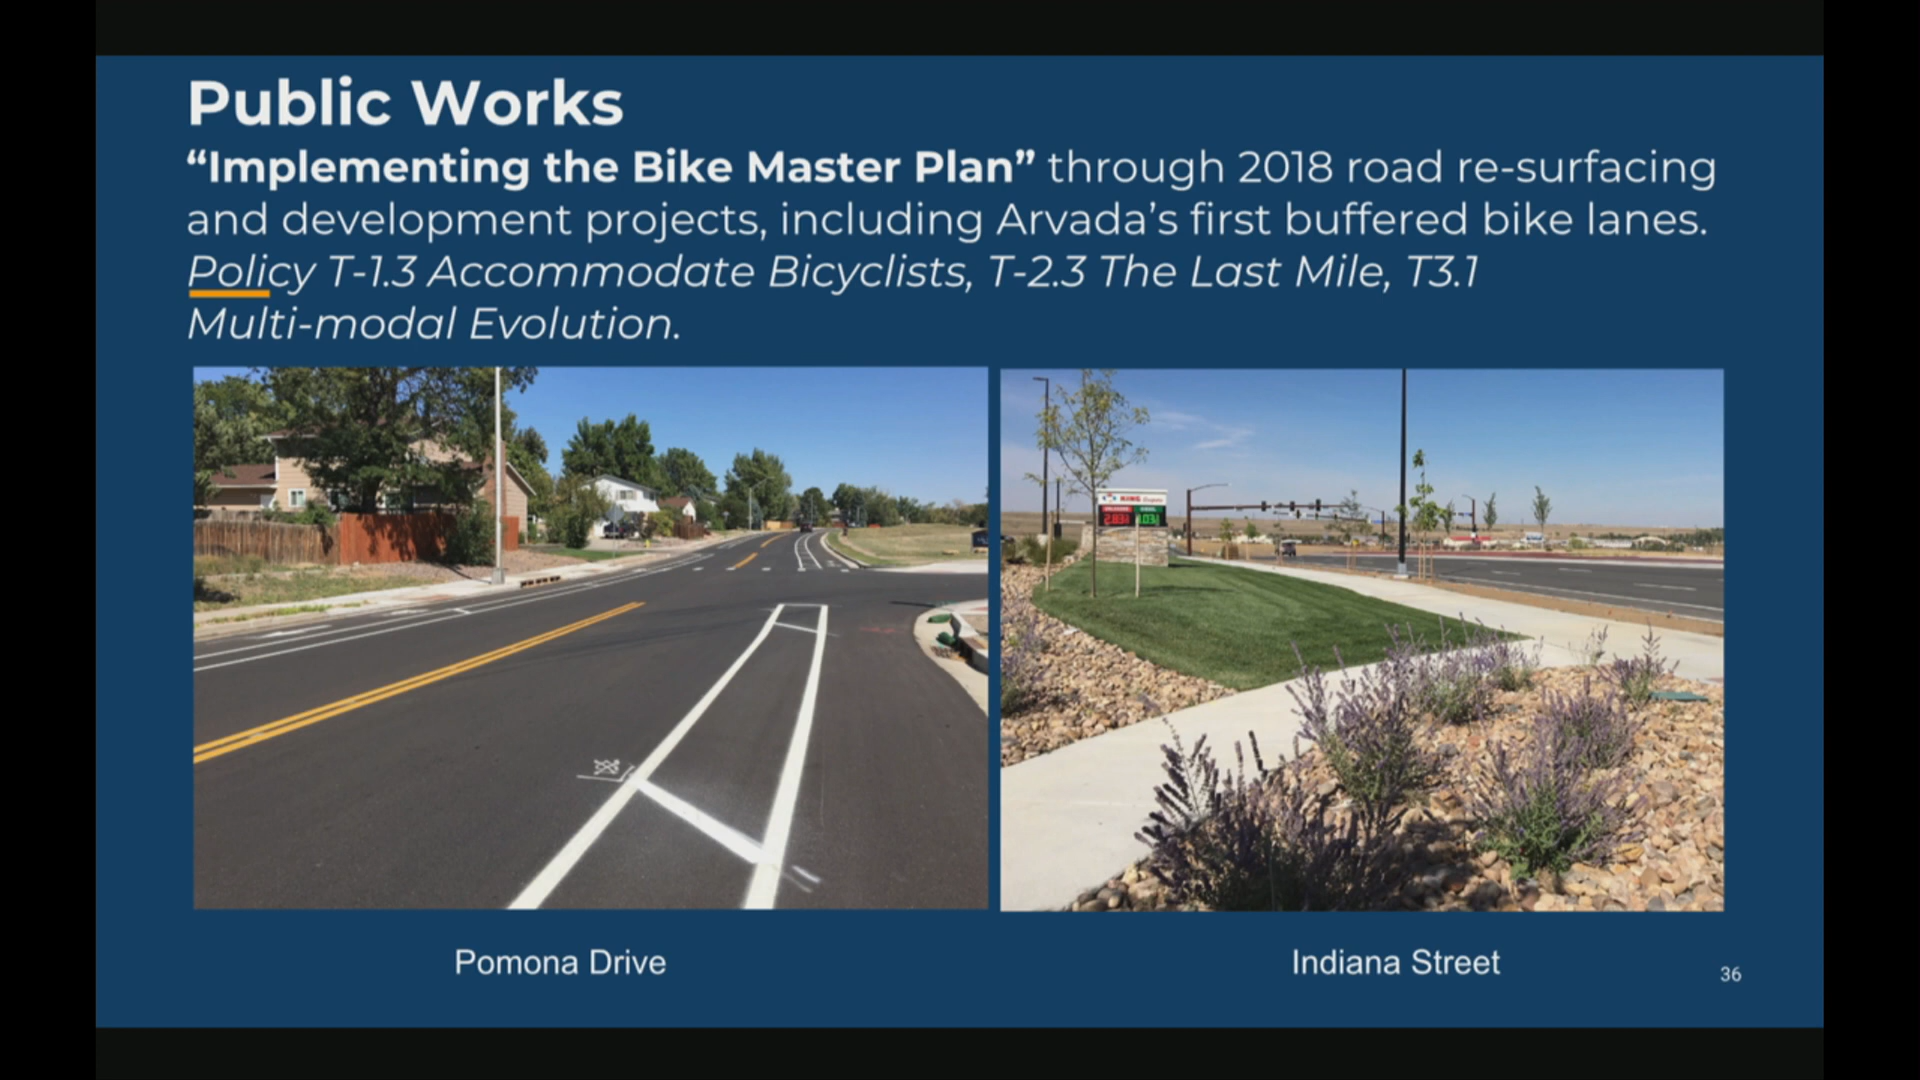 Public Works
“Implementing the Bike Master Plan” through 2018 road re-surfacing
and development projects, including Arvada’s first buffered bike lanes.
Policy T-1.3 Accommodate Bicyclists, T-2.3 The Last Mile, T3.1
Multi-modal Evolution.
KING
Pomona Drive
Indiana Street
36